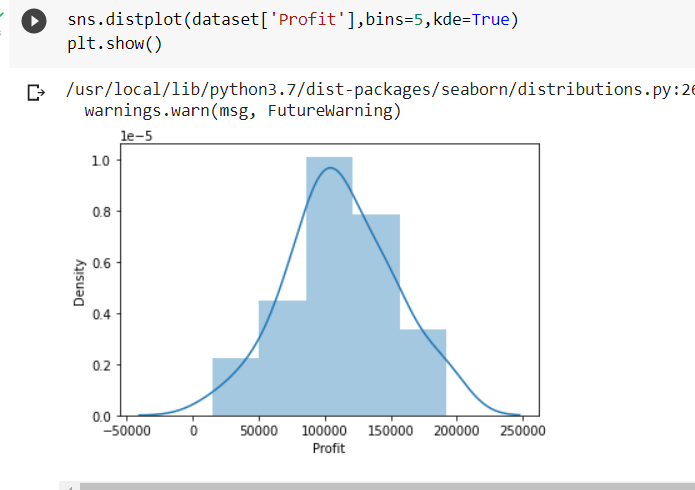 sns.distplot(dataset['Profit'],bins=5,kde=True)
plt.show()
/usr/local/lib/python3.7/dist-packages/seaborn/distributions.py:26
warnings.warn(msg, FutureWarning)
1e−5
1.0
0.8
0.6
0.4
0.2
0.0
Density
−50000 0 50000 100000 150000 200000 250000
Profit